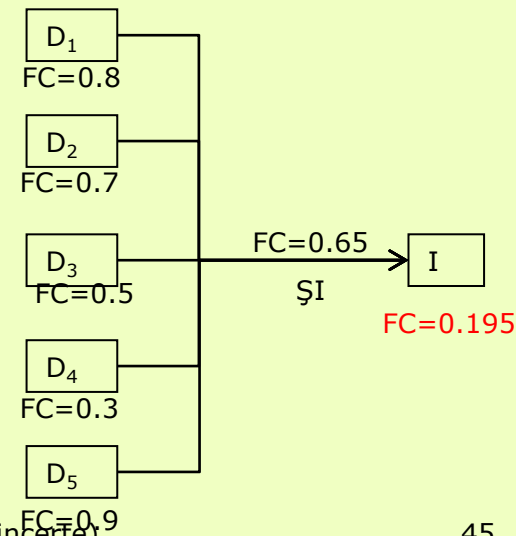 D₁
FC=0.8
D₂
FC=0.7
D₃
FC=0.5
FC=0.65
ŞI
I
FC=0.195
D₄
FC=0.3
D₅
FC=0.9
incerte)
45